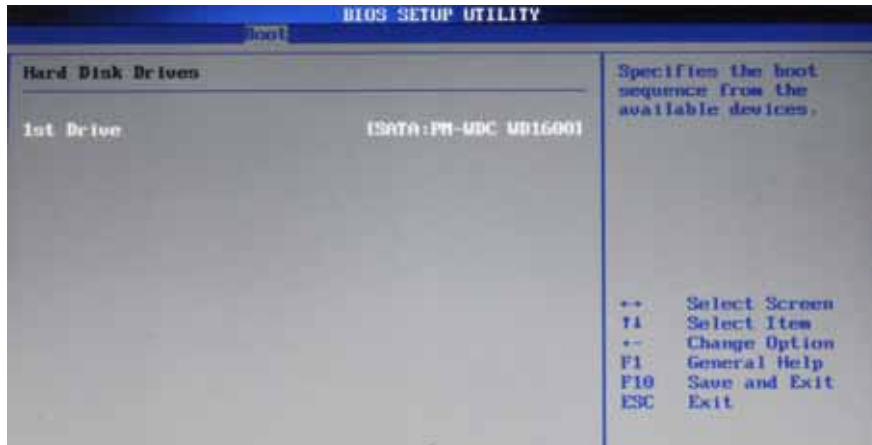 BIOS SETUP UTILITY
Boot
Hard Disk Drives
1st Drive [SATA:PM-WDC WD1600]
Specifies the boot
sequence from the
available devices.
←→ Select Screen
↑↓ Select Item
+- Change Option
F1 General Help
F10 Save and Exit
ESC Exit